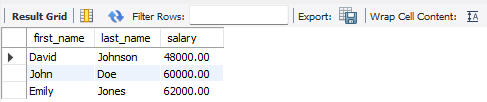 Result Grid Filter Rows: Export: Wrap Cell Content:
first_name last_name salary
David Johnson 48000.00
John Doe 60000.00
Emily Jones 62000.00